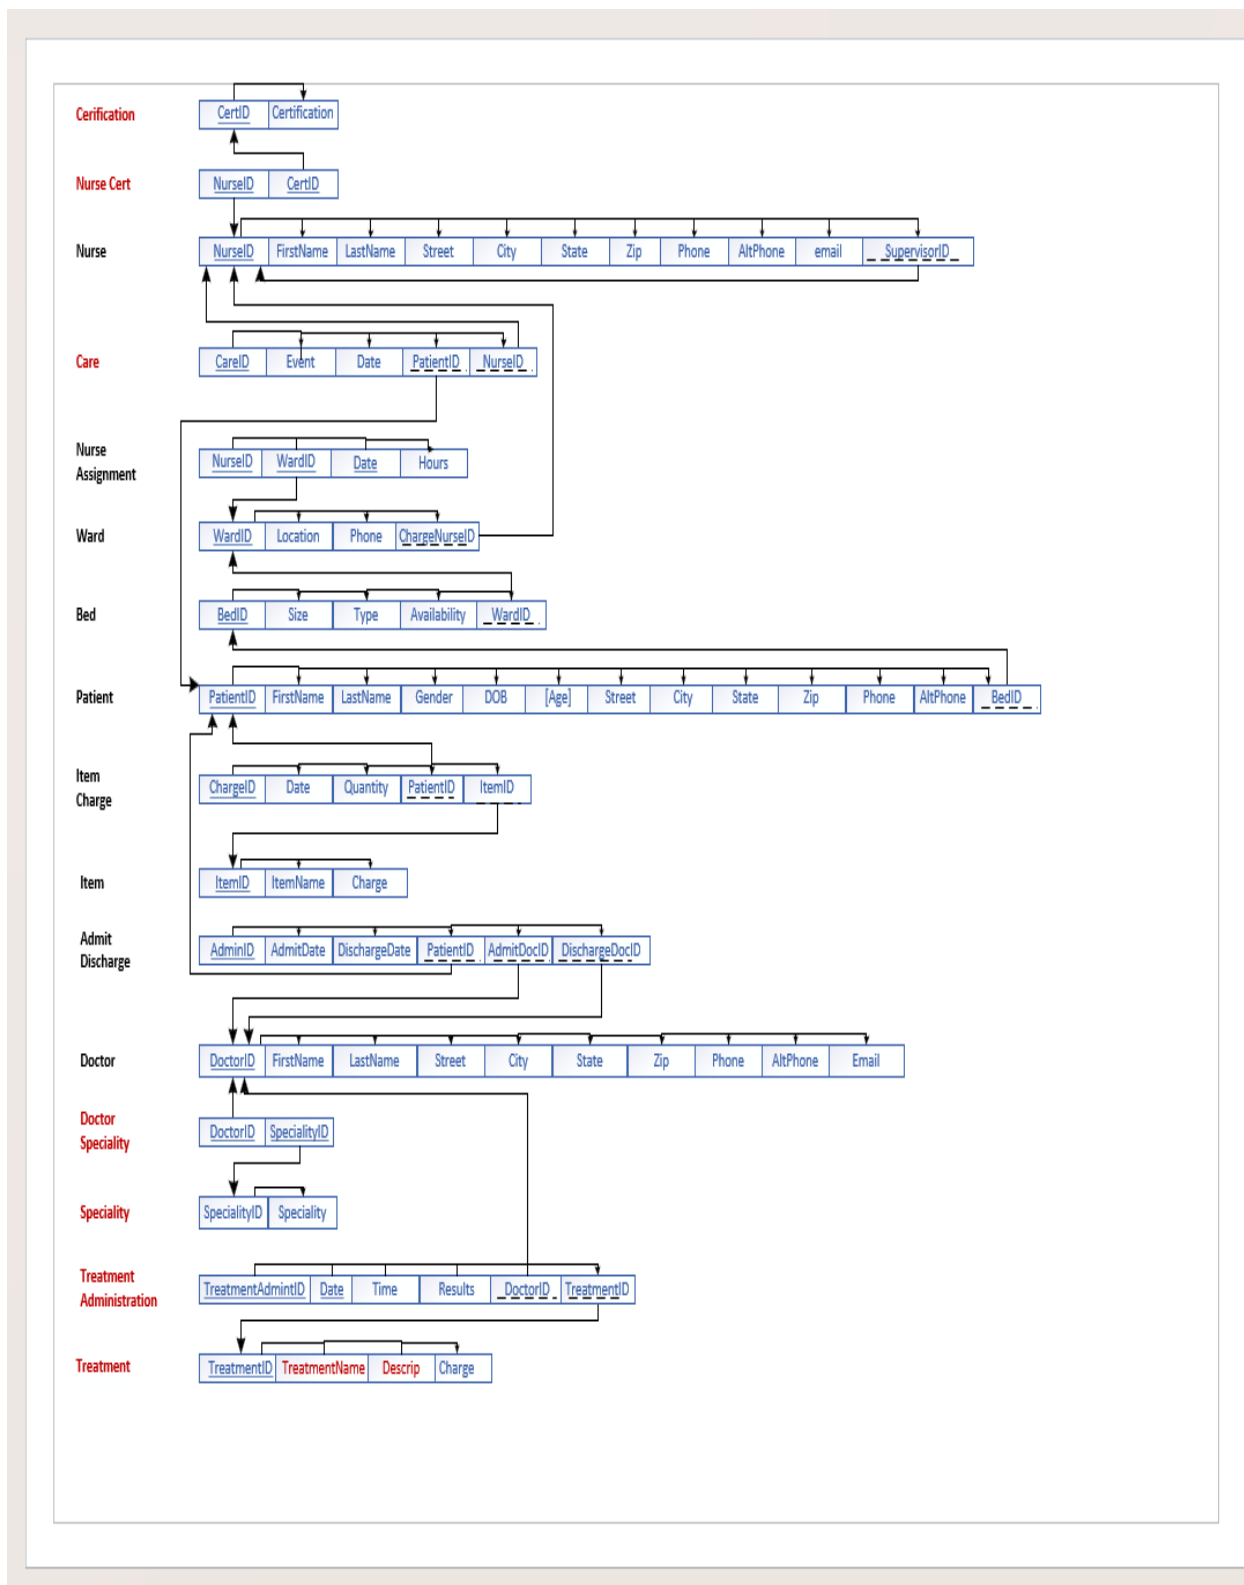 Cerification
CertID Certification
Nurse Cert
NurseID CertID
Nurse
NurseID FirstName LastName Street City State Zip Phone AltPhone email SupervisorID
Care
CareID Event Date PatientID NurseID
Nurse
Assignment
NurseID WardID Date Hours
Ward
WardID Location Phone ChargeNurseID
Bed
BedID Size Type Availability WardID
Patient
PatientID FirstName LastName Gender DOB [Age] Street City State Zip Phone AltPhone BedID
Item
Charge
ChargeID Date Quantity PatientID ItemID
Item
ItemID ItemName Charge
Admit
Discharge
AdminID AdmitDate DischargeDate PatientID AdmitDocID DischargeDocID
Doctor
DoctorID FirstName LastName Street City State Zip Phone AltPhone Email
Doctor
Speciality
DoctorID SpecialityID
Speciality
SpecialityID Speciality
Treatment
Administration
TreatmentAdmintID Date Time Results DoctorID TreatmentID
Treatment
TreatmentID TreatmentName Descrip Charge